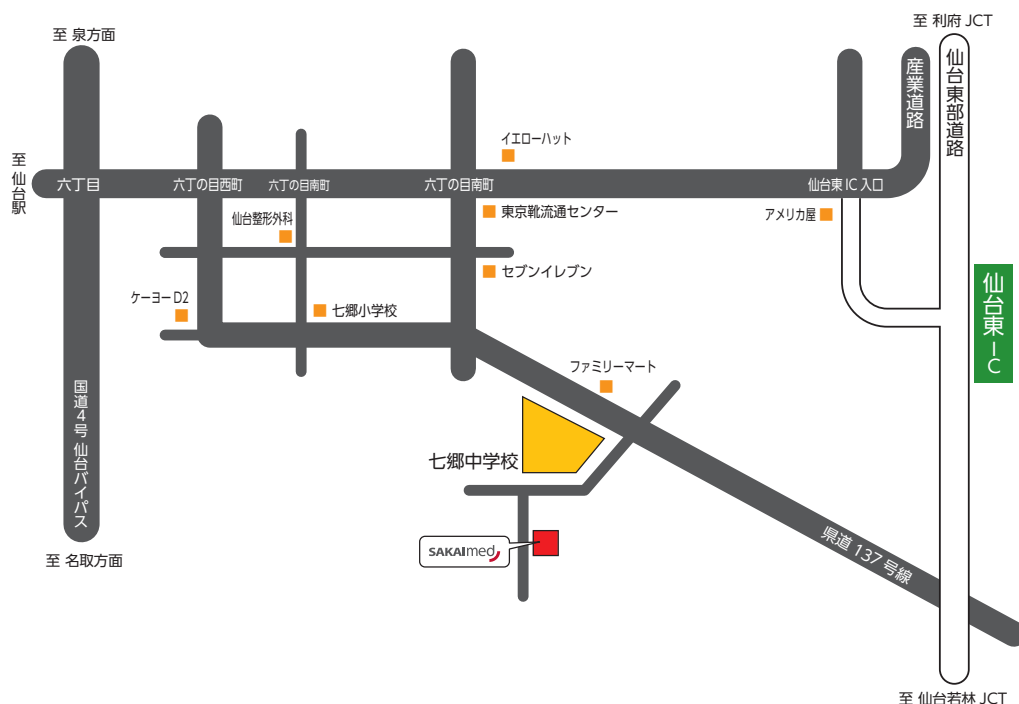 至 利府 JCT
至 泉方面
仙台東部道路
産業道路
イエローハット
至 仙台駅
六丁目
六丁の目西町
六丁の目南町
六丁の目南町
仙台東 IC 入口
仙台整形外科
東京靴流通センター
アメリカ屋
セブンイレブン
仙台東IC
ケーヨー D2
七郷小学校
ファミリーマート
国道4号 仙台バイパス
七郷中学校
SAKAImed
県道 137 号線
至 名取方面
至 仙台若林 JCT